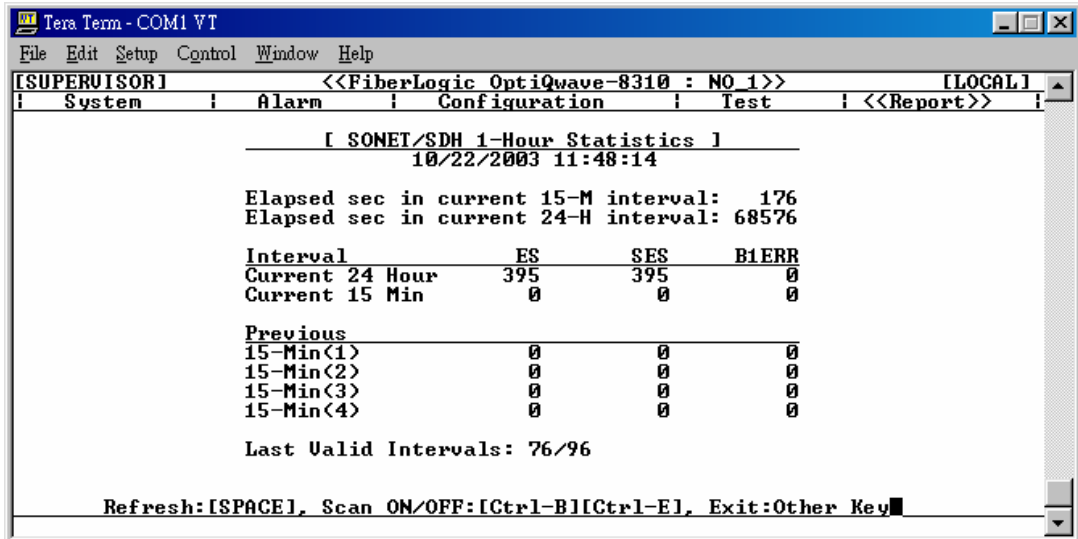 Tera Term - COM1 VT
File Edit Setup Control Window Help
[SUPERVISOR] <<FiberLogic OptiQwave-8310 : NO_1>> [LOCAL]
| System | Alarm | Configuration | Test | <<Report>> |
[ SONET/SDH 1-Hour Statistics ]
10/22/2003 11:48:14
Elapsed sec in current 15-M interval: 176
Elapsed sec in current 24-H interval: 68576
Interval ES SES B1ERR
Current 24 Hour 395 395 0
Current 15 Min 0 0 0
Previous
15-Min(1) 0 0 0
15-Min(2) 0 0 0
15-Min(3) 0 0 0
15-Min(4) 0 0 0
Last Valid Intervals: 76/96
Refresh:[SPACE], Scan ON/OFF:[Ctrl-B][Ctrl-E], Exit:Other Key